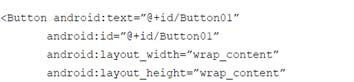 <Button android:text=”@+id/Button01”
android:id=”@+id/Button01”
android:layout_width=”wrap_content”
android:layout_height=”wrap_content”